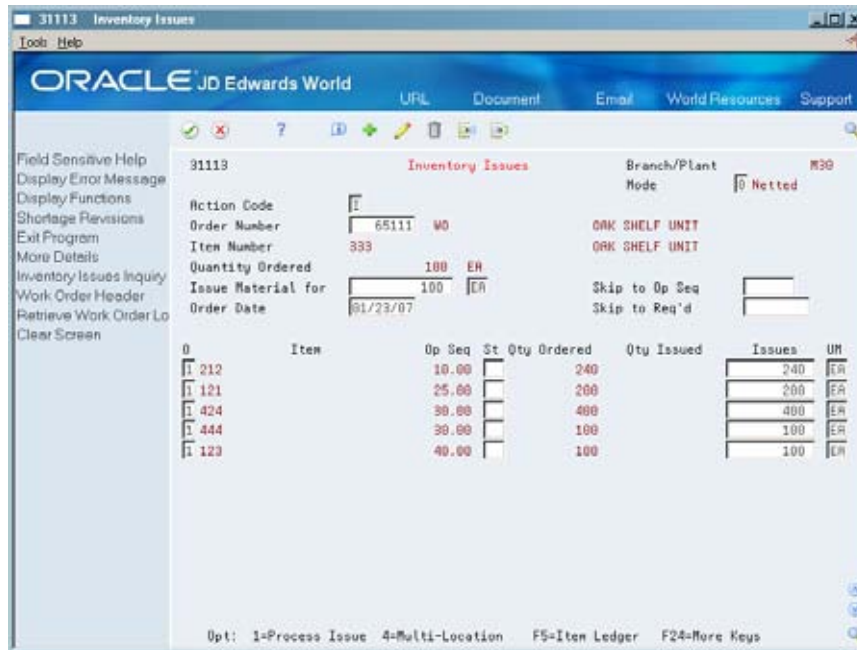 31113 Inventory Issues
Tools Help
ORACLE JD Edwards World
URL Document Email World Resources Support
Field Sensitive Help
Display Error Message
Display Functions
Shortage Revisions
Exit Program
More Details
Inventory Issues Inquiry
Work Order Header
Retrieve Work Order Lo
Clear Screen
31113 Inventory Issues Branch/Plant M30
Mode 0 Netted
Action Code I
Order Number 65111 WO OAK SHELF UNIT
Item Number 333 OAK SHELF UNIT
Quantity Ordered 100 EA
Issue Material for 100 EA Skip to Op Seq
Order Date 01/23/07 Skip to Req'd
O Item Op Seq St Qty Ordered Qty Issued Issues UM
1 212 10.00 240 240 EA
1 121 25.00 200 200 EA
1 424 30.00 400 400 EA
1 444 30.00 100 100 EA
1 123 40.00 100 100 EA
Opt: 1=Process Issue 4=Multi-Location F5=Item Ledger F24=More Keys